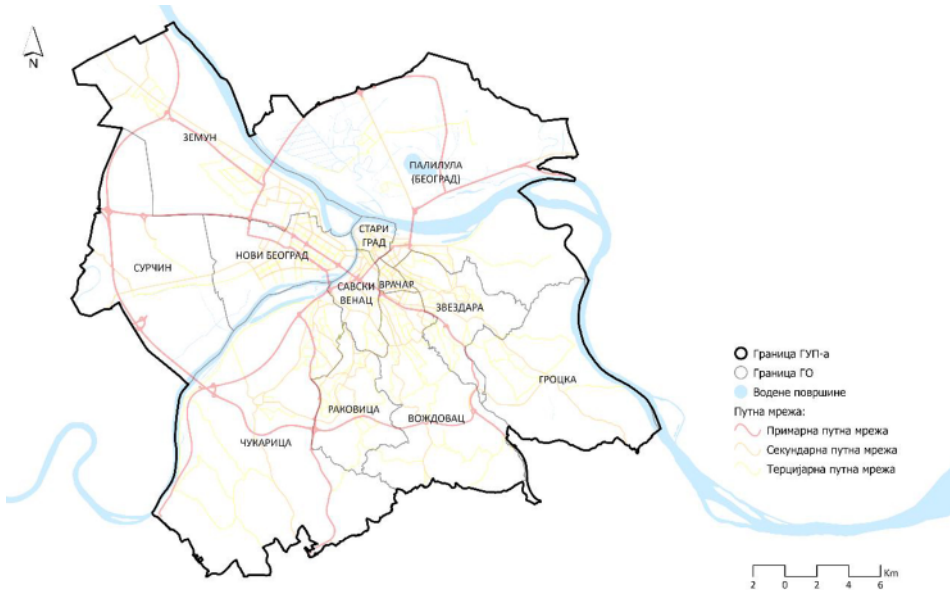 N
ЗЕМУН
ПАЛИЛУЛА
(БЕОГРАД)
СТАРИ
ГРАД
НОВИ БЕОГРАД
СУРЧИН
САВСКИ
ВЕНАЦ
ВРАЧАР
ЗВЕЗДАРА
ГРОЦКА
РАКОВИЦА
ВОЖДОВАЦ
ЧУКАРИЦА
Граница ГУП-а
Граница ГО
Водене површине
Путна мрежа:
Примарна путна мрежа
Секундарна путна мрежа
Терцијарна путна мрежа
Km
2 0 2 4 6